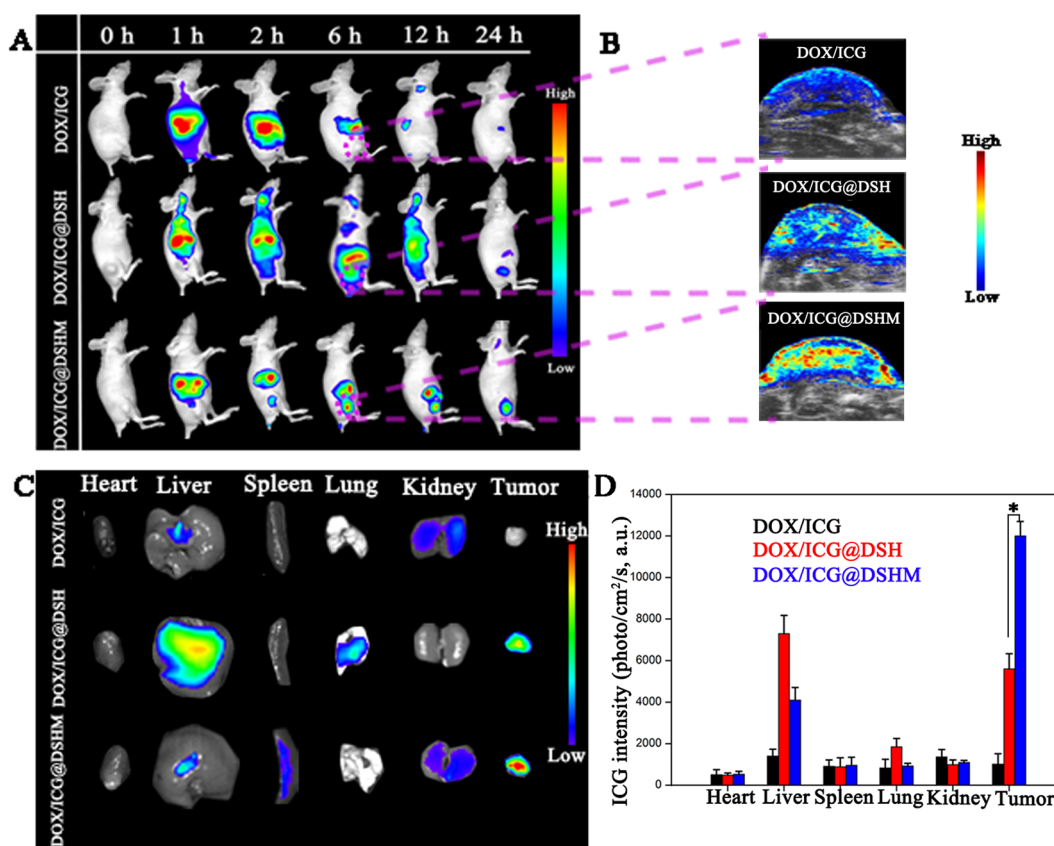 A
0 h 1 h 2 h 6 h 12 h 24 h
DOX/ICG
DOX/ICG@DSH
DOX/ICG@DSHM
High
Low
B
DOX/ICG
DOX/ICG@DSH
DOX/ICG@DSHM
High
Low
C
Heart Liver Spleen Lung Kidney Tumor
DOX/ICG
DOX/ICG@DSH
DOX/ICG@DSHM
High
Low
D
ICG intensity (photo/cm²/s, a.u.)
14000
12000
10000
8000
6000
4000
2000
0
DOX/ICG
DOX/ICG@DSH
DOX/ICG@DSHM
*
Heart Liver Spleen Lung Kidney Tumor